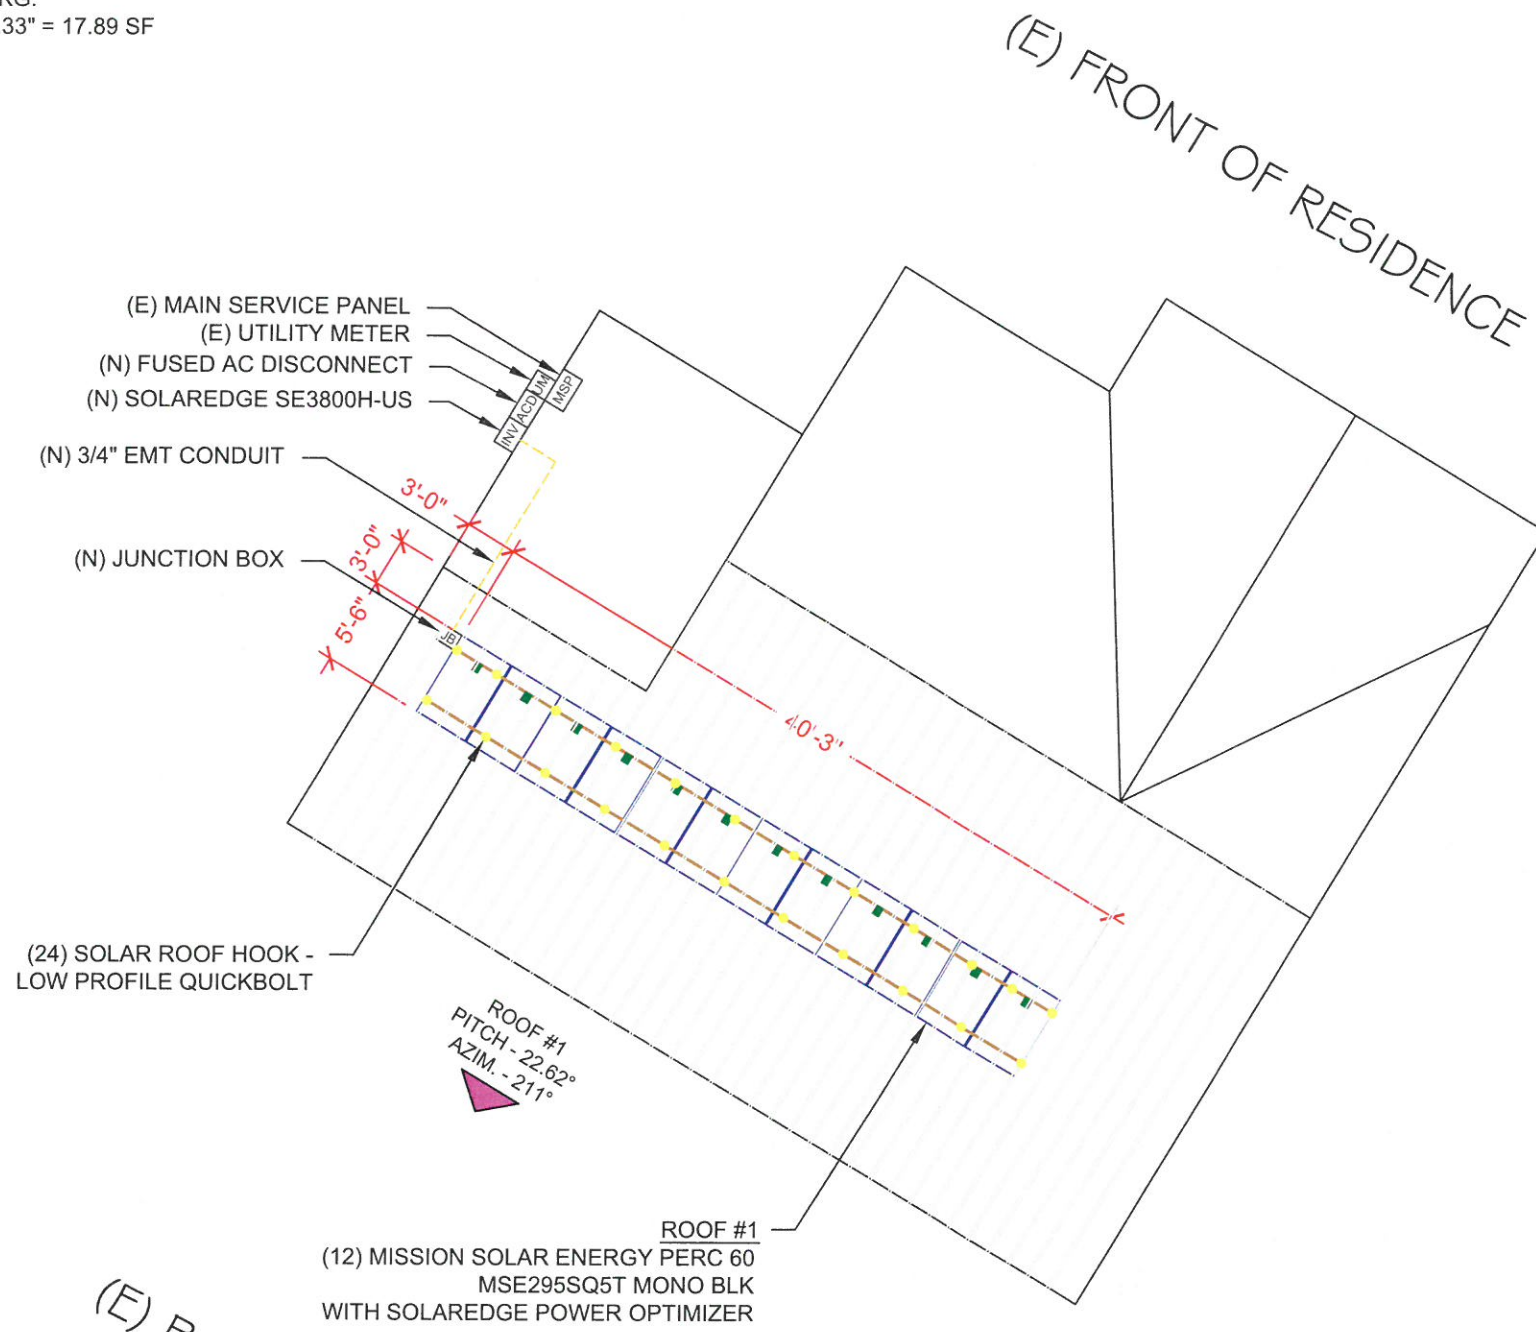 33" = 17.89 SF
(E) FRONT OF RESIDENCE
(E) MAIN SERVICE PANEL
(E) UTILITY METER
(N) FUSED AC DISCONNECT
(N) SOLAREDGE SE3800H-US
(N) 3/4" EMT CONDUIT
(N) JUNCTION BOX
MSP
UM
ACD
INV
JB
3'-0"
3'-0"
5'-6"
40'-3"
(24) SOLAR ROOF HOOK -
LOW PROFILE QUICKBOLT
ROOF #1
PITCH - 22.62°
AZIM. - 211°
ROOF #1
(12) MISSION SOLAR ENERGY PERC 60
MSE295SQ5T MONO BLK
WITH SOLAREDGE POWER OPTIMIZER
(E)